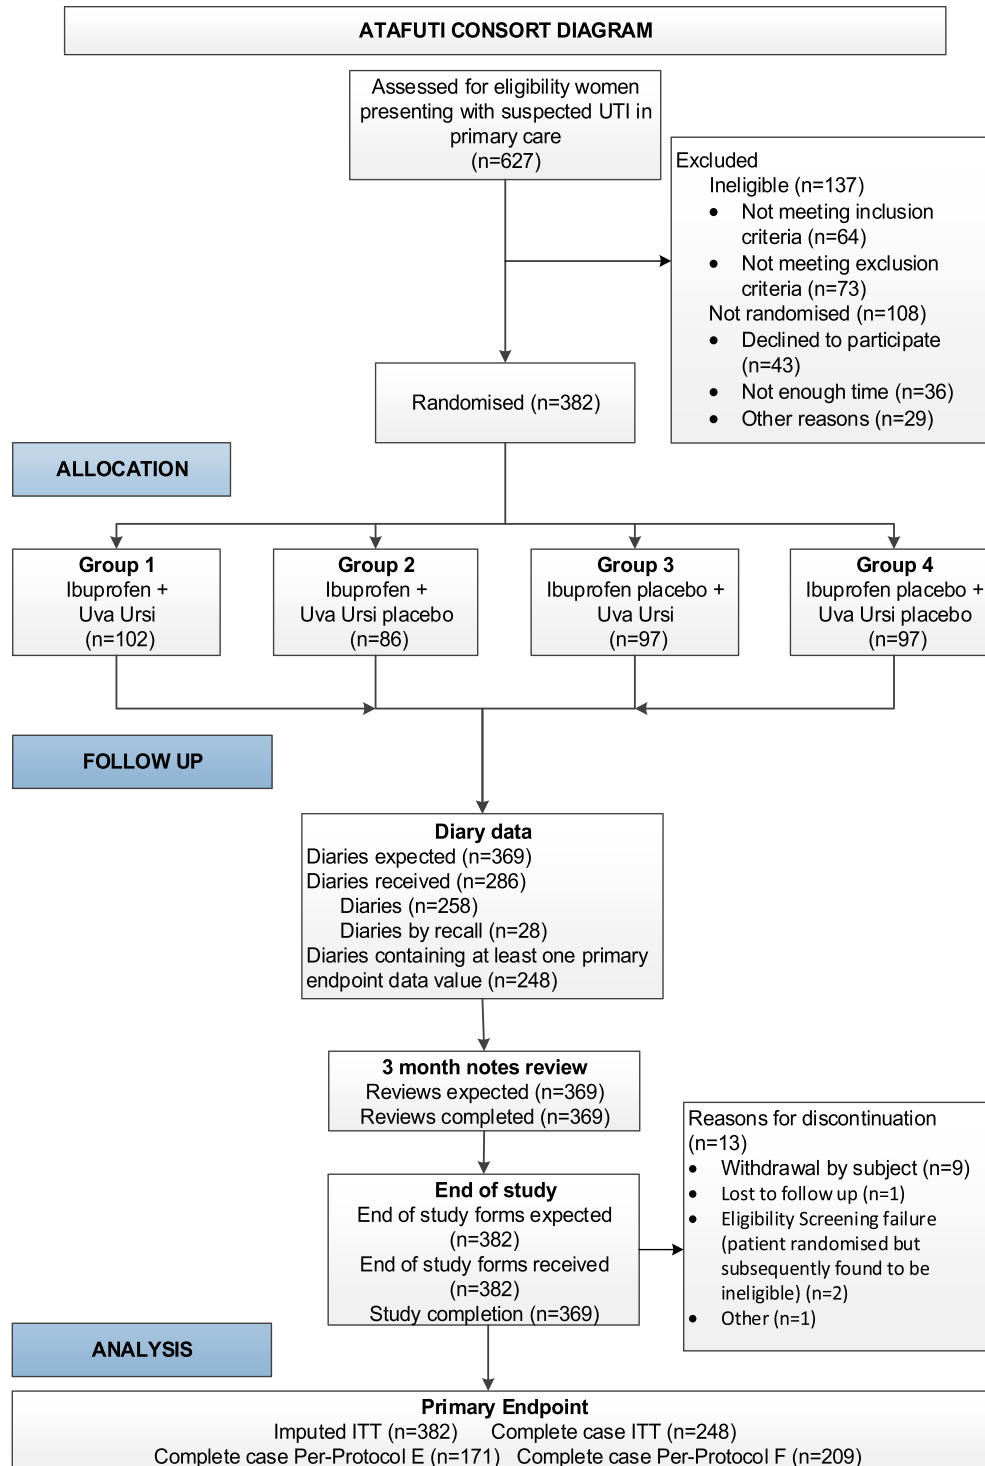 ATAFUTI CONSORT DIAGRAM
Assessed for eligibility women
presenting with suspected UTI in
primary care
(n=627)
Excluded
Ineligible (n=137)
• Not meeting inclusion
criteria (n=64)
• Not meeting exclusion
criteria (n=73)
Not randomised (n=108)
• Declined to participate
(n=43)
• Not enough time (n=36)
• Other reasons (n=29)
Randomised (n=382)
ALLOCATION
Group 1
Ibuprofen +
Uva Ursi
(n=102)
Group 2
Ibuprofen +
Uva Ursi placebo
(n=86)
Group 3
Ibuprofen placebo +
Uva Ursi
(n=97)
Group 4
Ibuprofen placebo +
Uva Ursi placebo
(n=97)
FOLLOW UP
Diary data
Diaries expected (n=369)
Diaries received (n=286)
Diaries (n=258)
Diaries by recall (n=28)
Diaries containing at least one primary
endpoint data value (n=248)
3 month notes review
Reviews expected (n=369)
Reviews completed (n=369)
End of study
End of study forms expected
(n=382)
End of study forms received
(n=382)
Study completion (n=369)
Reasons for discontinuation
(n=13)
• Withdrawal by subject (n=9)
• Lost to follow up (n=1)
• Eligibility Screening failure
(patient randomised but
subsequently found to be
ineligible) (n=2)
• Other (n=1)
ANALYSIS
Primary Endpoint
Imputed ITT (n=382) Complete case ITT (n=248)
Complete case Per-Protocol E (n=171) Complete case Per-Protocol F (n=209)